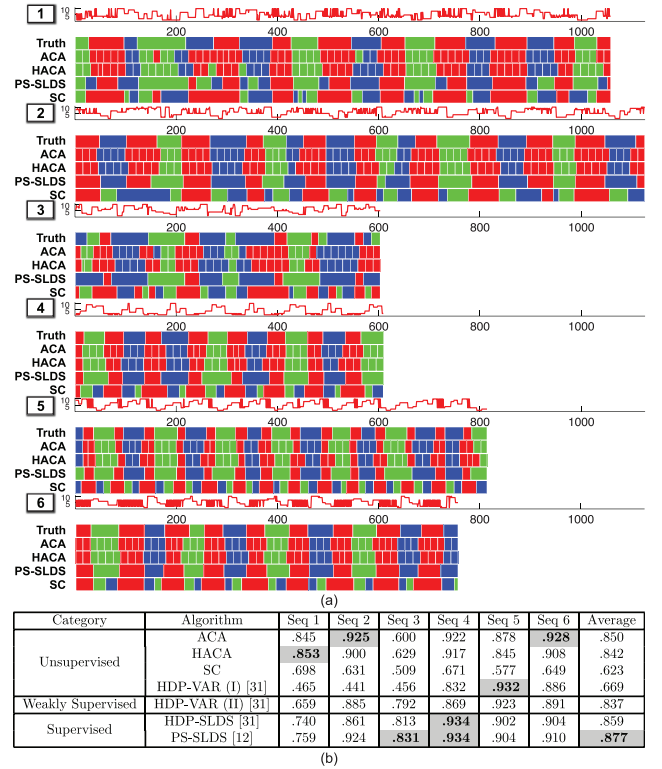 1
10
5
200 400 600 800 1000
Truth
ACA
HACA
PS-SLDS
SC
2
10
5
200 400 600 800 1000
Truth
ACA
HACA
PS-SLDS
SC
3
10
5
200 400 600 800 1000
Truth
ACA
HACA
PS-SLDS
SC
4
10
5
200 400 600 800 1000
Truth
ACA
HACA
PS-SLDS
SC
5
10
5
200 400 600 800 1000
Truth
ACA
HACA
PS-SLDS
SC
6
10
5
200 400 600 800 1000
Truth
ACA
HACA
PS-SLDS
SC
(a)
Category Algorithm Seq 1 Seq 2 Seq 3 Seq 4 Seq 5 Seq 6 Average
Unsupervised ACA .845 .925 .600 .922 .878 .928 .850
HACA .853 .900 .629 .917 .845 .908 .842
SC .698 .631 .509 .671 .577 .649 .623
HDP-VAR (I) [31] .465 .441 .456 .832 .932 .886 .669
Weakly Supervised HDP-VAR (II) [31] .659 .885 .792 .869 .923 .891 .837
Supervised HDP-SLDS [31] .740 .861 .813 .934 .902 .904 .859
PS-SLDS [12] .759 .924 .831 .934 .904 .910 .877
(b)